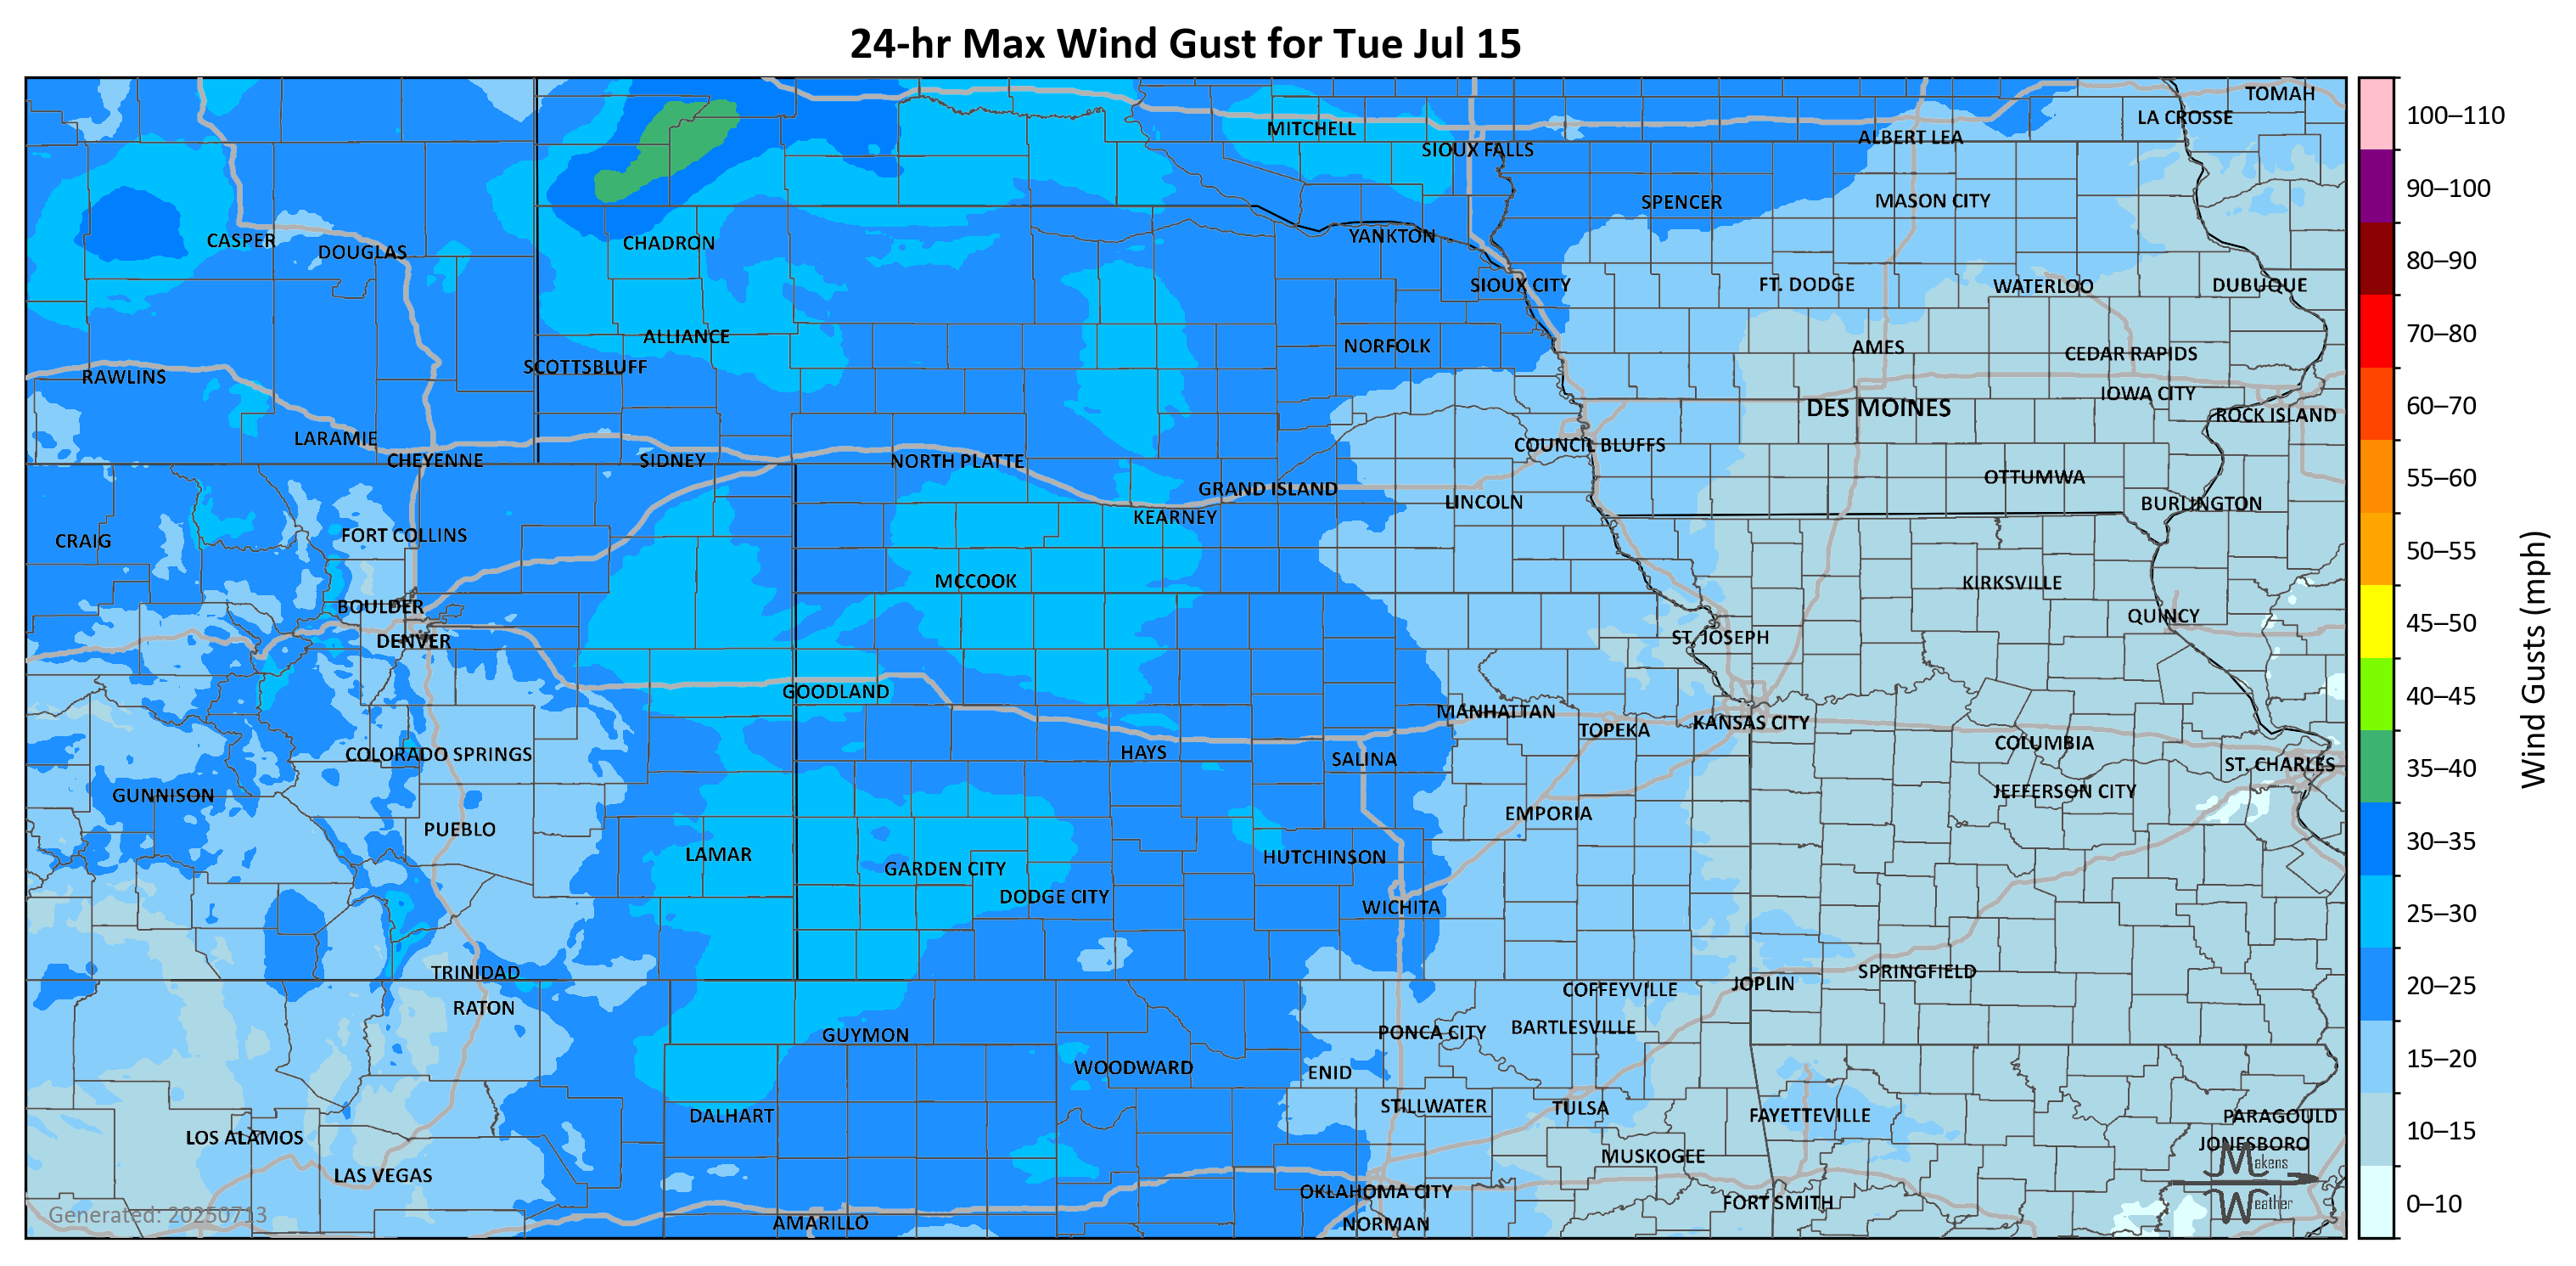 24-hr Max Wind Gust for Tue Jul 15
TOMAH
LA CROSSE
MITCHELL
ALBERT LEA
SIOUX FALLS
SPENCER
MASON CITY
YANKTON
CASPER
CHADRON
DOUGLAS
SIOUX CITY
FT. DODGE
WATERLOO
DUBUQUE
ALLIANCE
NORFOLK
AMES
CEDAR RAPIDS
SCOTTSBLUFF
RAWLINS
IOWA CITY
DES MOINES
ROCK ISLAND
LARAMIE
COUNCIL BLUFFS
CHEYENNE
SIDNEY
NORTH PLATTE
OTTUMWA
GRAND ISLAND
LINCOLN
BURLINGTON
KEARNEY
FORT COLLINS
CRAIG
MCCOOK
KIRKSVILLE
BOULDER
QUINCY
DENVER
ST. JOSEPH
GOODLAND
MANHATTAN
KANSAS CITY
TOPEKA
COLUMBIA
HAYS
COLORADO SPRINGS
SALINA
ST. CHARLES
GUNNISON
JEFFERSON CITY
EMPORIA
PUEBLO
LAMAR
HUTCHINSON
GARDEN CITY
DODGE CITY
WICHITA
TRINIDAD
SPRINGFIELD
JOPLIN
COFFEYVILLE
RATON
BARTLESVILLE
PONCA CITY
GUYMON
WOODWARD
ENID
STILLWATER
TULSA
DALHART
FAYETTEVILLE
PARAGOULD
LOS ALAMOS
JONESBORO
MUSKOGEE
Makens
LAS VEGAS
OKLAHOMA CITY
FORT SMITH
Weather
Generated: 20250713
AMARILLO
NORMAN
100–110
90–100
80–90
70–80
60–70
55–60
50–55
45–50
40–45
35–40
30–35
25–30
20–25
15–20
10–15
0–10
Wind Gusts (mph)